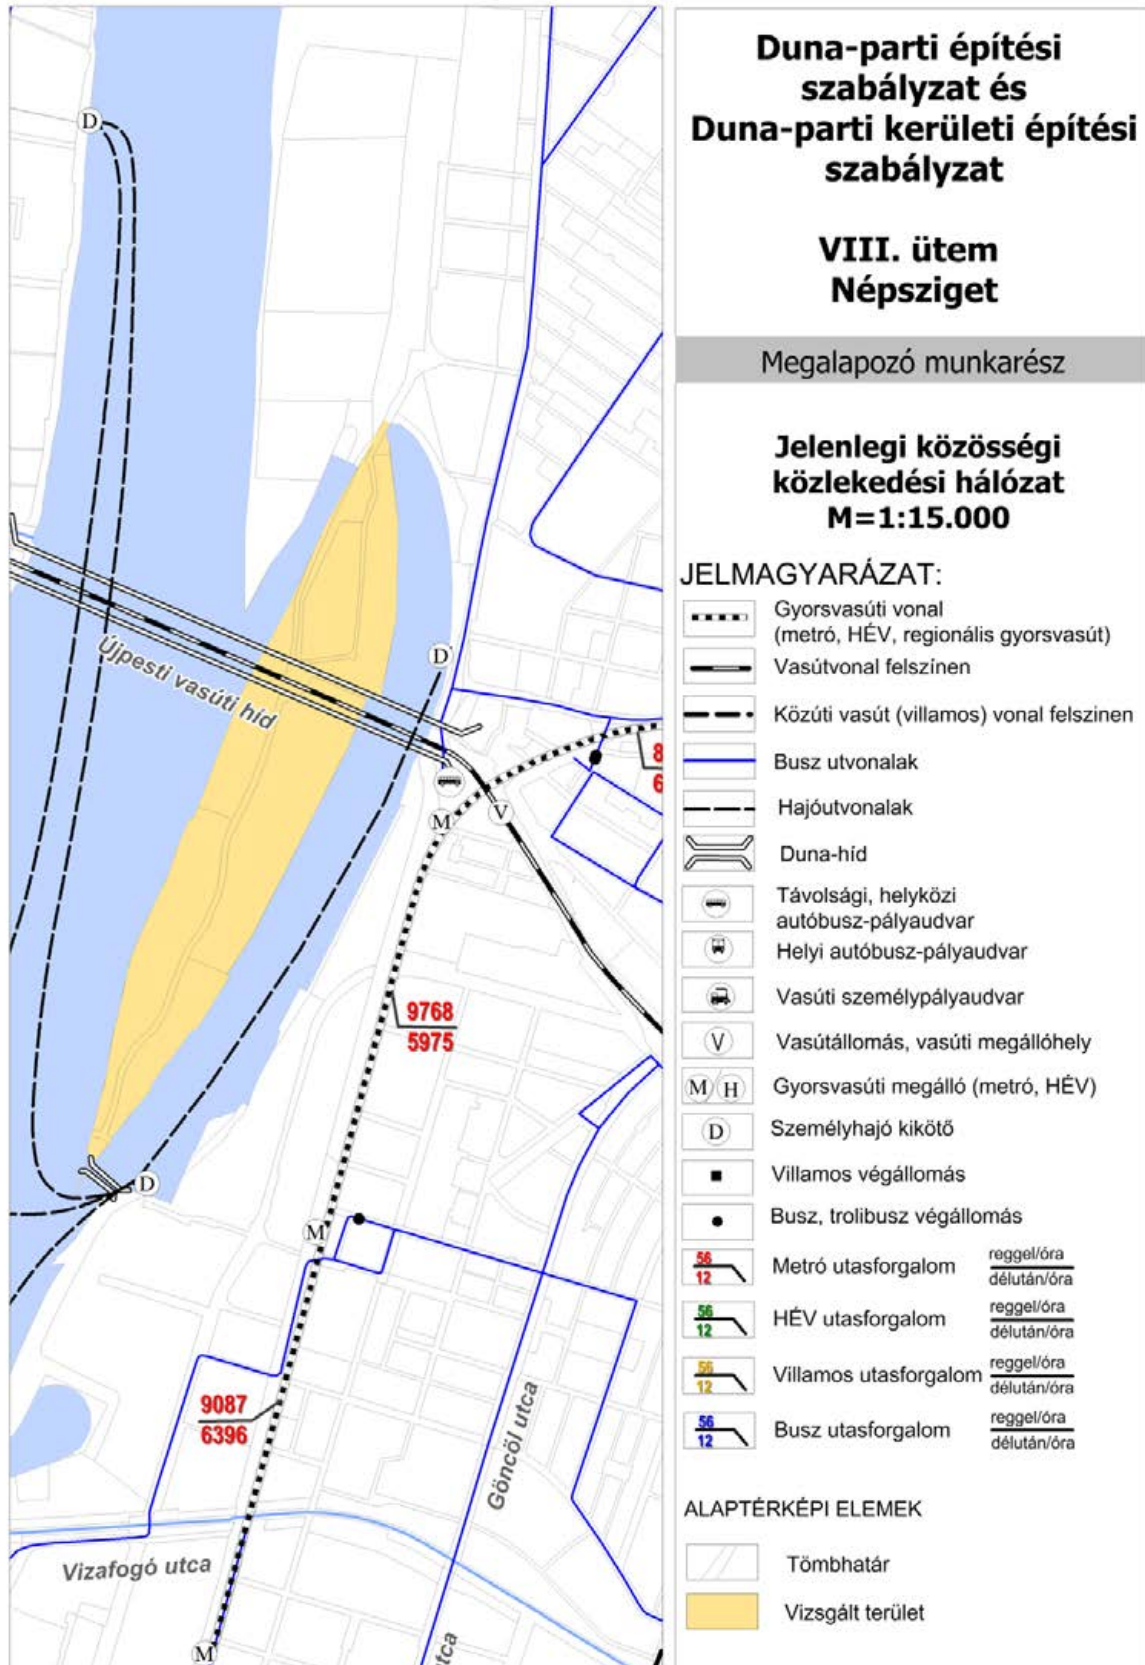 D
Újpesti vasúti híd
D
M
V
8
6
9768
5975
D
M
9087
6396
Göncöl utca
Vizafogó utca
M
tca
Duna-parti építési
szabályzat és
Duna-parti kerületi építési
szabályzat
VIII. ütem
Népsziget
Megalapozó munkarész
Jelenlegi közösségi
közlekedési hálózat
M=1:15.000
JELMAGYARÁZAT:
Gyorsvasúti vonal
(metró, HÉV, regionális gyorsvasút)
Vasútvonal felszínen
Közúti vasút (villamos) vonal felszinen
Busz utvonalak
Hajóutvonalak
Duna-híd
Távolsági, helyközi
autóbusz-pályaudvar
Helyi autóbusz-pályaudvar
Vasúti személypályaudvar
V Vasútállomás, vasúti megállóhely
M/H Gyorsvasúti megálló (metró, HÉV)
D Személyhajó kikötő
Villamos végállomás
Busz, trolibusz végállomás
56 Metró utasforgalom reggel/óra
12 délután/óra
56 HÉV utasforgalom reggel/óra
12 délután/óra
56 Villamos utasforgalom reggel/óra
12 délután/óra
56 Busz utasforgalom reggel/óra
12 délután/óra
ALAPTÉRKÉPI ELEMEK
Tömbhatár
Vizsgált terület